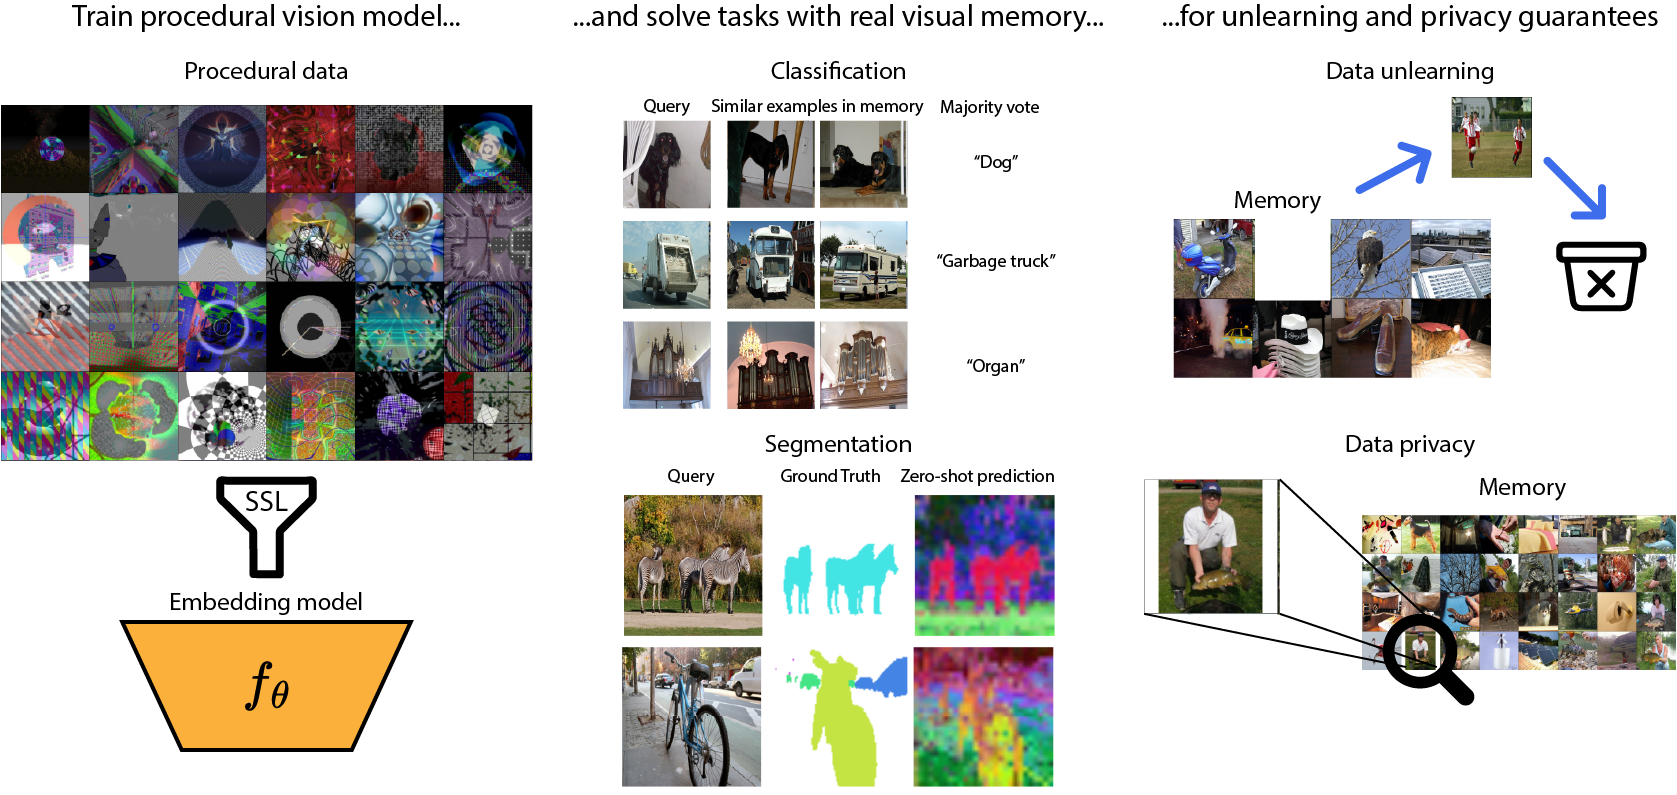 Train procedural vision model...
Procedural data
SSL
Embedding model
fθ
...and solve tasks with real visual memory...
Classification
Query Similar examples in memory Majority vote
“Dog”
“Garbage truck”
“Organ”
Segmentation
Query Ground Truth Zero-shot prediction
...for unlearning and privacy guarantees
Data unlearning
Memory
Data privacy
Memory